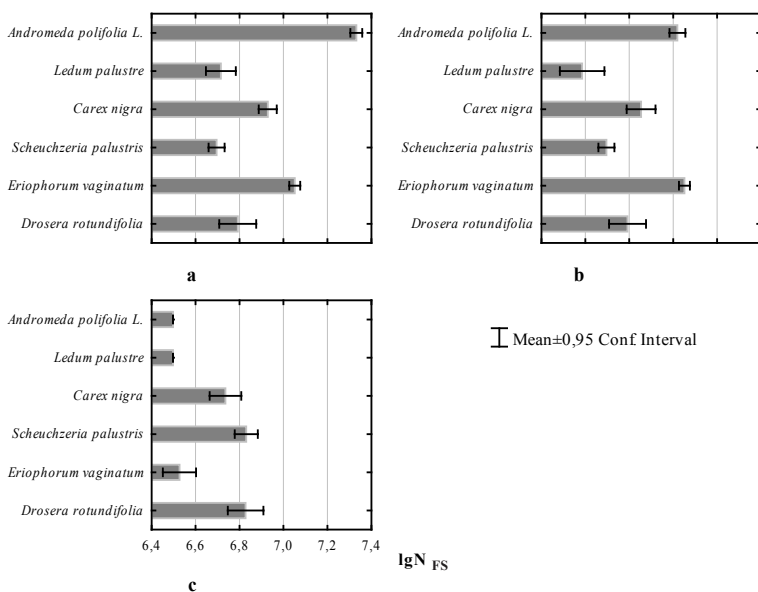 Andromeda polifolia L.
Ledum palustre
Carex nigra
Scheuchzeria palustris
Eriophorum vaginatum
Drosera rotundifolia
a
Andromeda polifolia L.
Ledum palustre
Carex nigra
Scheuchzeria palustris
Eriophorum vaginatum
Drosera rotundifolia
b
Andromeda polifolia L.
Ledum palustre
Carex nigra
Scheuchzeria palustris
Eriophorum vaginatum
Drosera rotundifolia
6,4 6,6 6,8 7,0 7,2 7,4
c
Mean±0,95 Conf. Interval
lgN FS